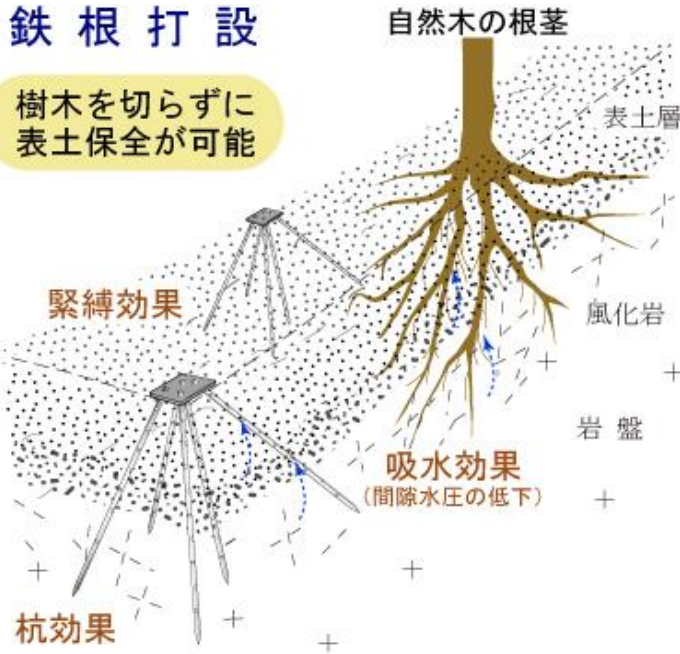 鉄根打設
自然木の根茎
樹木を切らずに
表土保全が可能
表土層
緊縛効果
風化岩
岩盤
吸水効果
(間隙水圧の低下)
杭効果